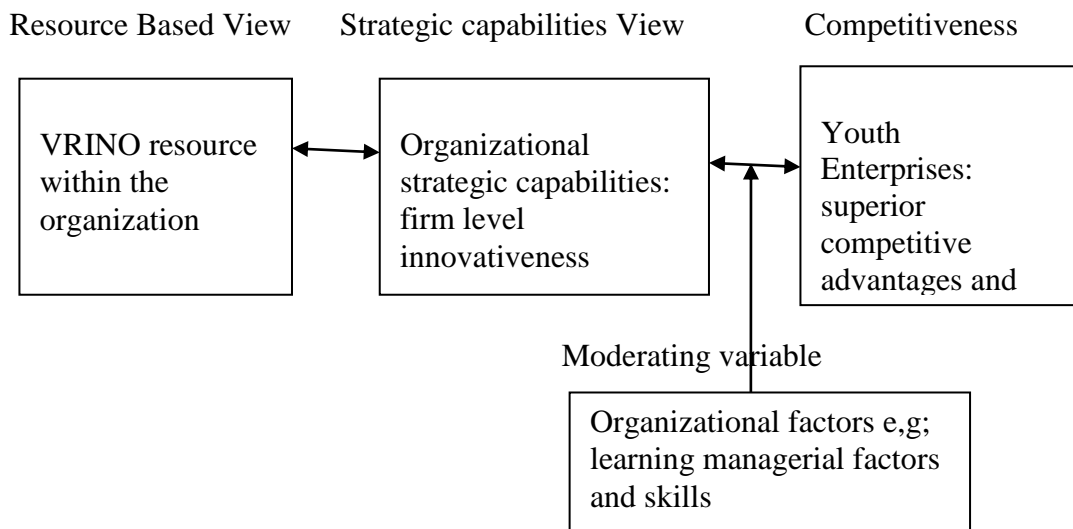 Resource Based View
Strategic capabilities View
Competitiveness
VRINO resource
within the
organization
Organizational
strategic capabilities:
firm level
innovativeness
Youth
Enterprises:
superior
competitive
advantages and
Moderating variable
Organizational factors e,g;
learning managerial factors
and skills